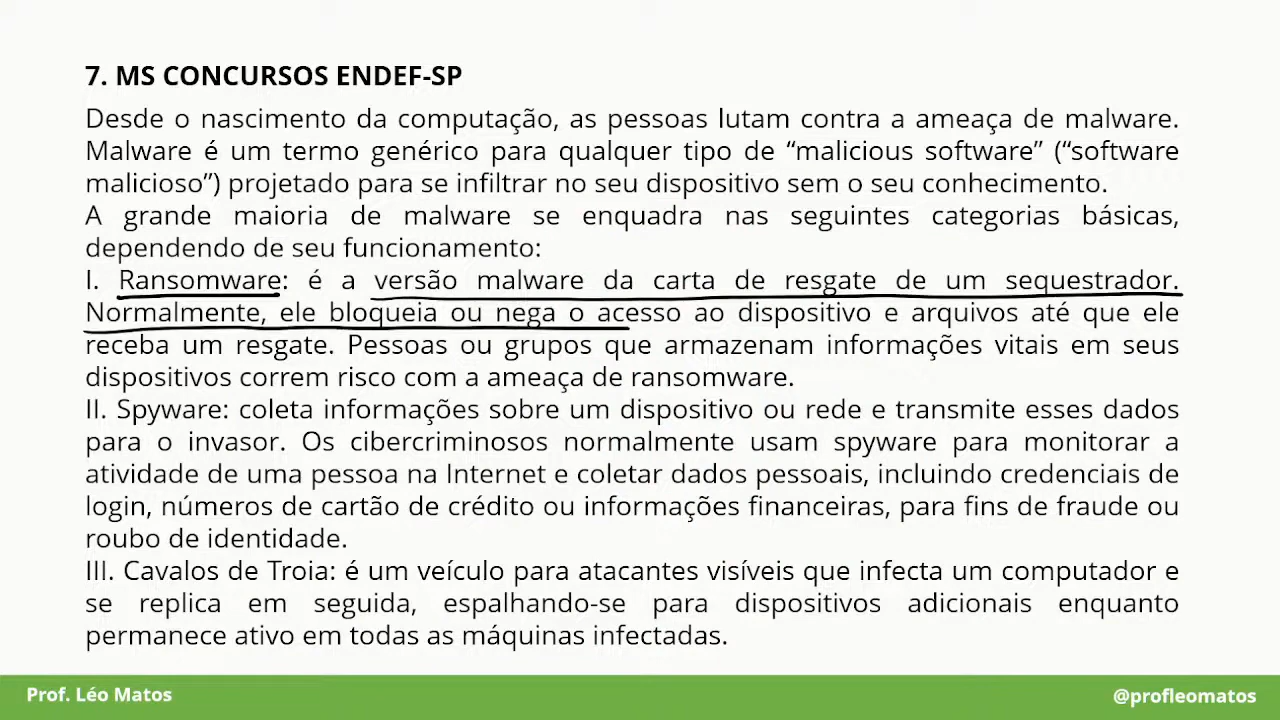 7. MS CONCURSOS ENDEF-SP
Desde o nascimento da computação, as pessoas lutam contra a ameaça de malware.
Malware é um termo genérico para qualquer tipo de “malicious software” (“software
malicioso”) projetado para se infiltrar no seu dispositivo sem o seu conhecimento.
A grande maioria de malware se enquadra nas seguintes categorias básicas,
dependendo de seu funcionamento:
I. Ransomware: é a versão malware da carta de resgate de um sequestrador.
Normalmente, ele bloqueia ou nega o acesso ao dispositivo e arquivos até que ele
receba um resgate. Pessoas ou grupos que armazenam informações vitais em seus
dispositivos correm risco com a ameaça de ransomware.
II. Spyware: coleta informações sobre um dispositivo ou rede e transmite esses dados
para o invasor. Os cibercriminosos normalmente usam spyware para monitorar a
atividade de uma pessoa na Internet e coletar dados pessoais, incluindo credenciais de
login, números de cartão de crédito ou informações financeiras, para fins de fraude ou
roubo de identidade.
III. Cavalos de Troia: é um veículo para atacantes visíveis que infecta um computador e
se replica em seguida, espalhando-se para dispositivos adicionais enquanto
permanece ativo em todas as máquinas infectadas.
Prof. Léo Matos
@profleomatos